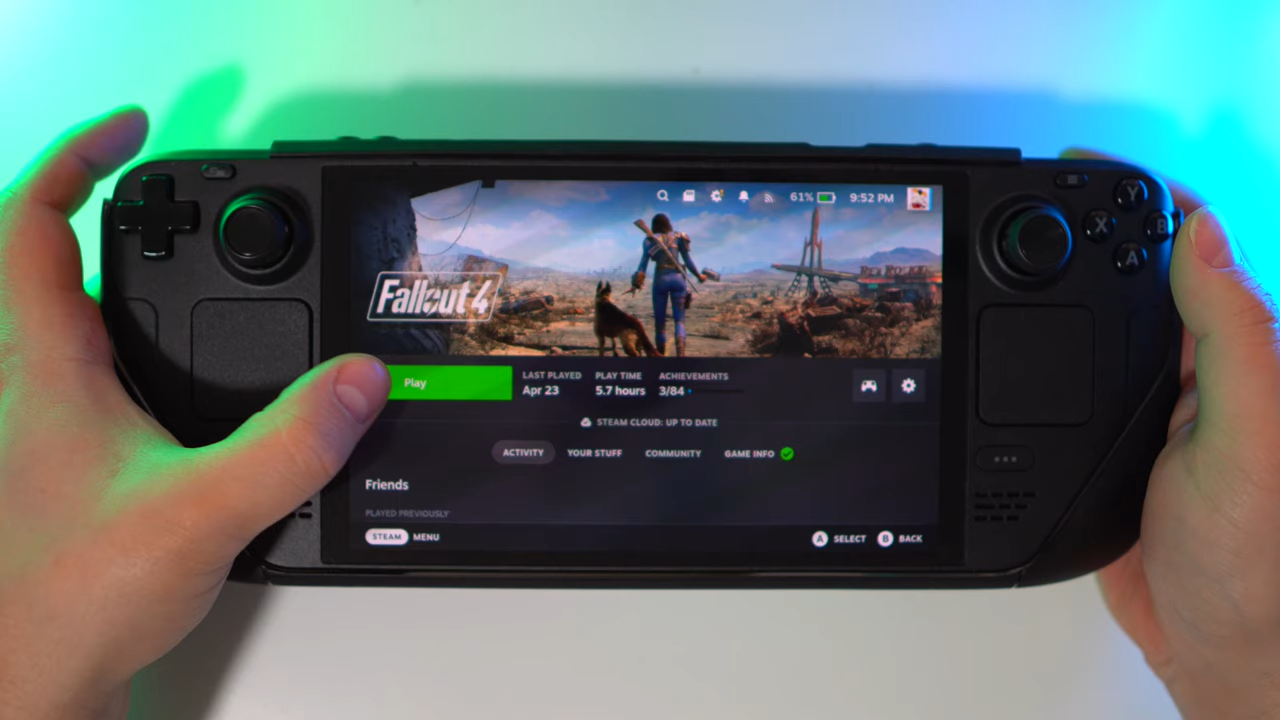 61% 9:52 PM
Fallout 4
Play
LAST PLAYED PLAY TIME ACHIEVEMENTS
Apr 23 5.7 hours 3/84
STEAM CLOUD: UP TO DATE
ACTIVITY YOUR STUFF COMMUNITY GAME INFO
Friends
PLAYED PREVIOUSLY
STEAM MENU A SELECT B BACK
Y
X B
A